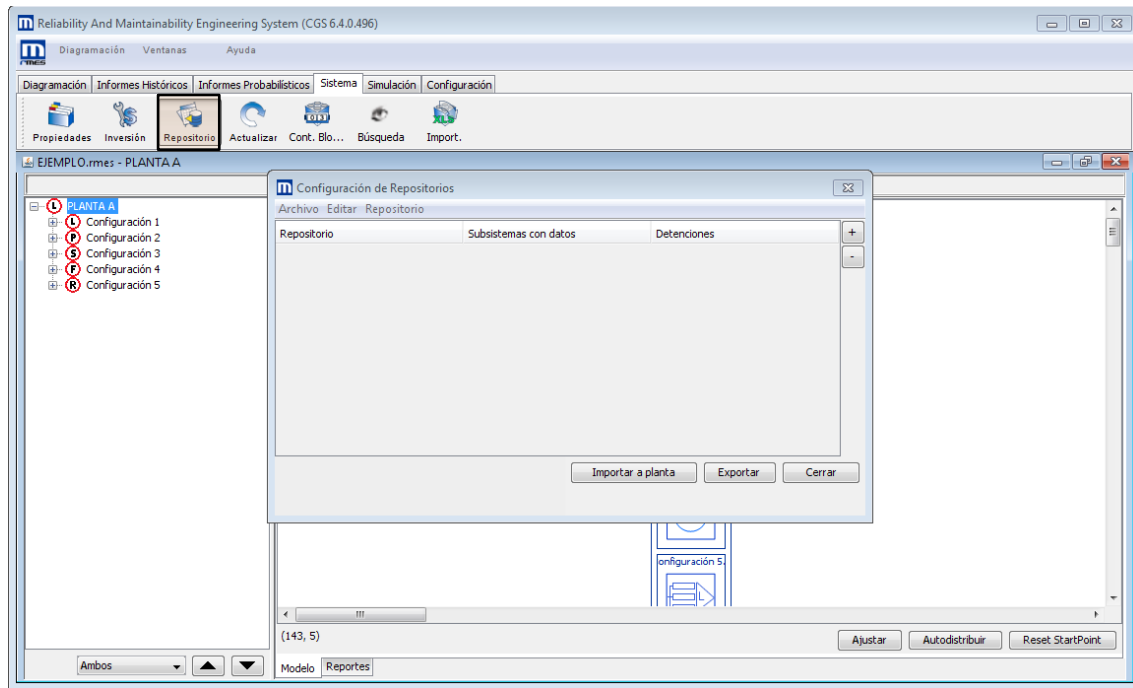 Reliability And Maintainability Engineering System (CGS 6.4.0.496)
rmes Diagramación Ventanas Ayuda
Diagramación Informes Históricos Informes Probabilísticos Sistema Simulación Configuración
Propiedades Inversión Repositorio Actualizar Cont. Blo... Búsqueda Import.
EJEMPLO.rmes - PLANTA A
Configuración de Repositorios
Archivo Editar Repositorio
Repositorio Subsistemas con datos Detenciones
+
-
L PLANTA A
L Configuración 1
P Configuración 2
S Configuración 3
F Configuración 4
R Configuración 5
Importar a planta Exportar Cerrar
onfiguración 5.
L
(143, 5)
Ajustar Autodistribuir Reset StartPoint
Ambos
Modelo Reportes